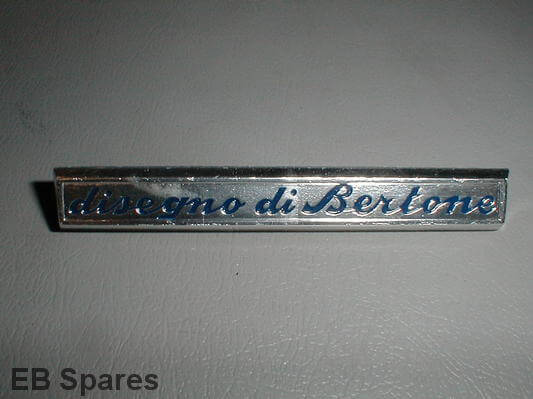 disegno di Bertone
EB Spares